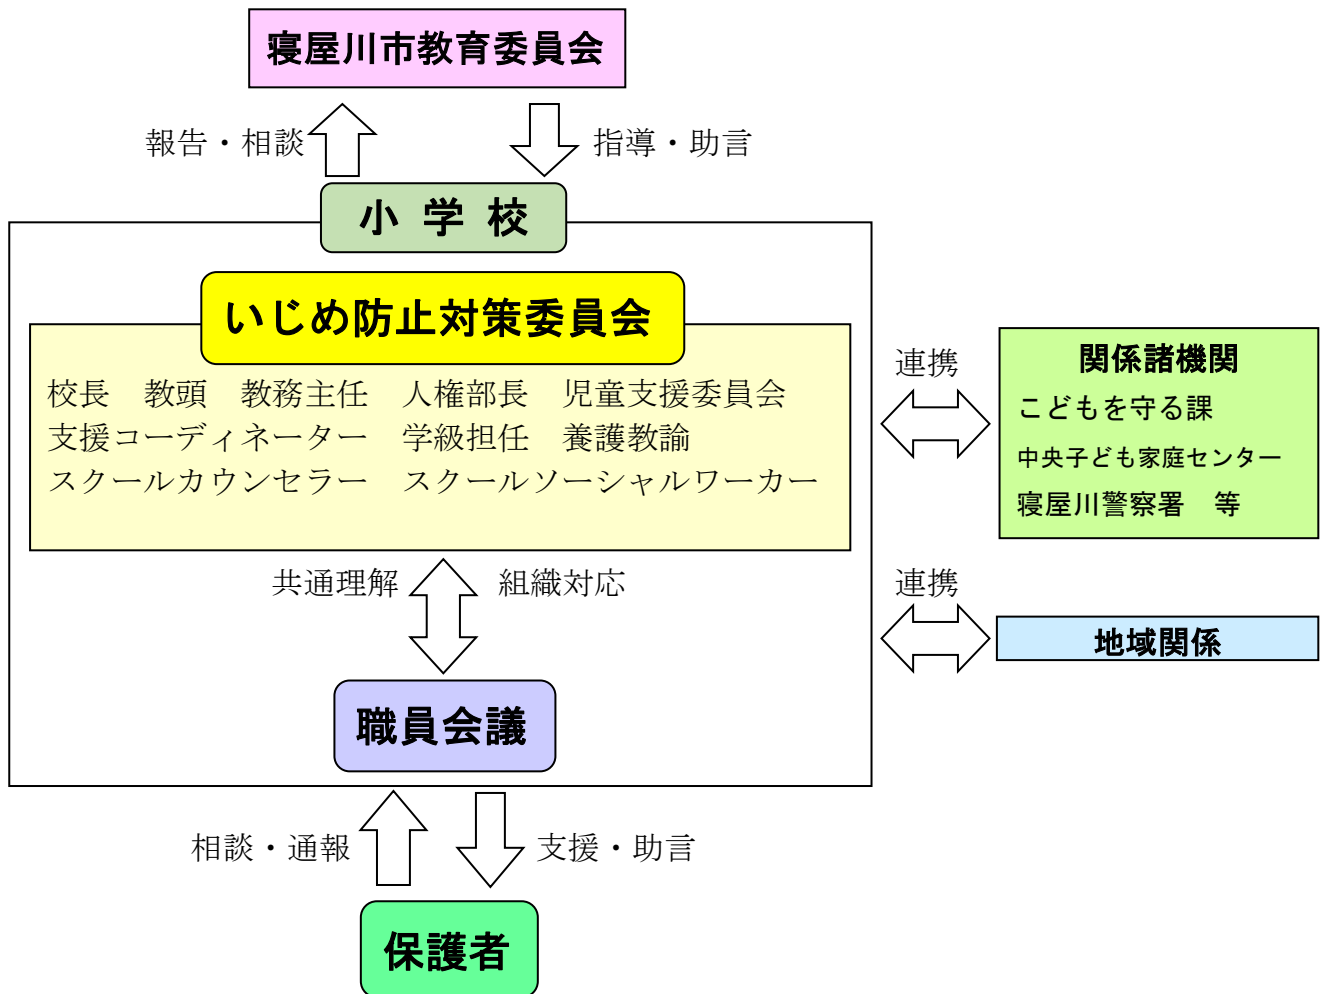 寝屋川市教育委員会
報告・相談
指導・助言
小 学 校
いじめ防止対策委員会
校長　教頭　教務主任　人権部長　児童支援委員会
支援コーディネーター　学級担任　養護教諭
スクールカウンセラー　スクールソーシャルワーカー
連携
関係諸機関
こどもを守る課
中央子ども家庭センター
寝屋川警察署　等
共通理解
組織対応
連携
地域関係
職員会議
相談・通報
支援・助言
保護者